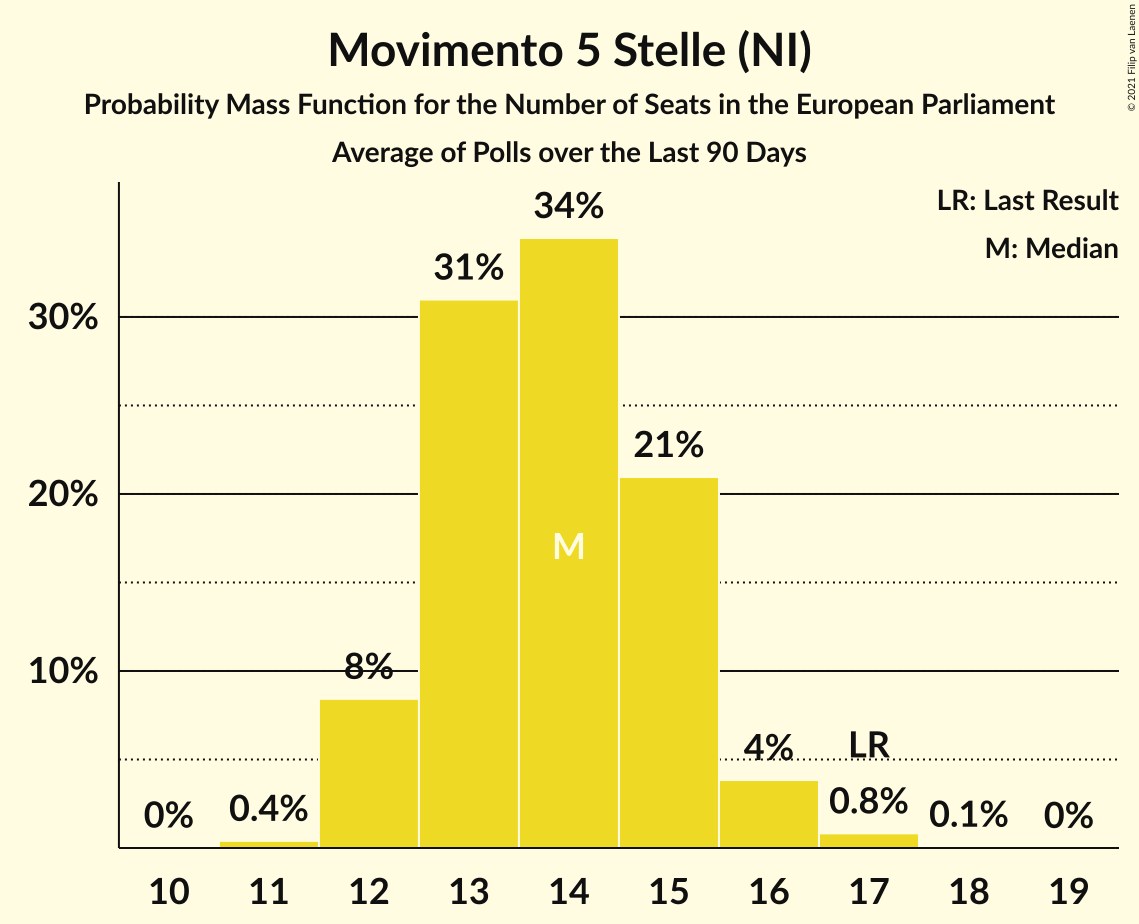 Movimento 5 Stelle (NI)
Probability Mass Function for the Number of Seats in the European Parliament
Average of Polls over the Last 90 Days
© 2021 Filip van Laenen
LR: Last Result
M: Median
34%
31%
30%
21%
20%
M
8%
10%
4%
LR
0%
0.4%
0.8%
0.1%
0%
10 11 12 13 14 15 16 17 18 19